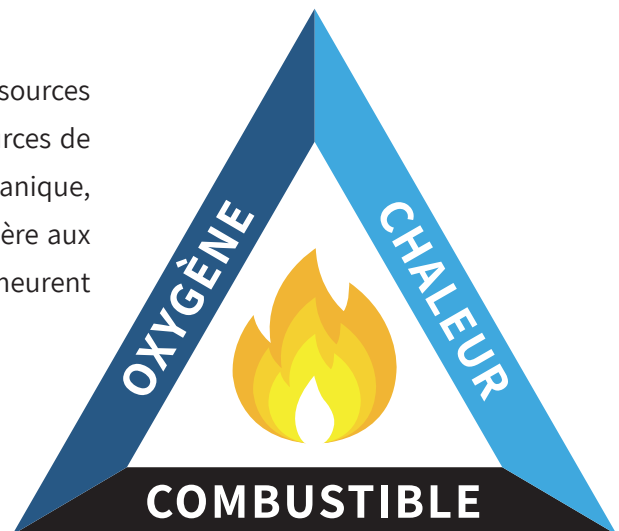 sources
rces de
anique,
ère aux
neurent
OXYGÈNE
CHALEUR
COMBUSTIBLE